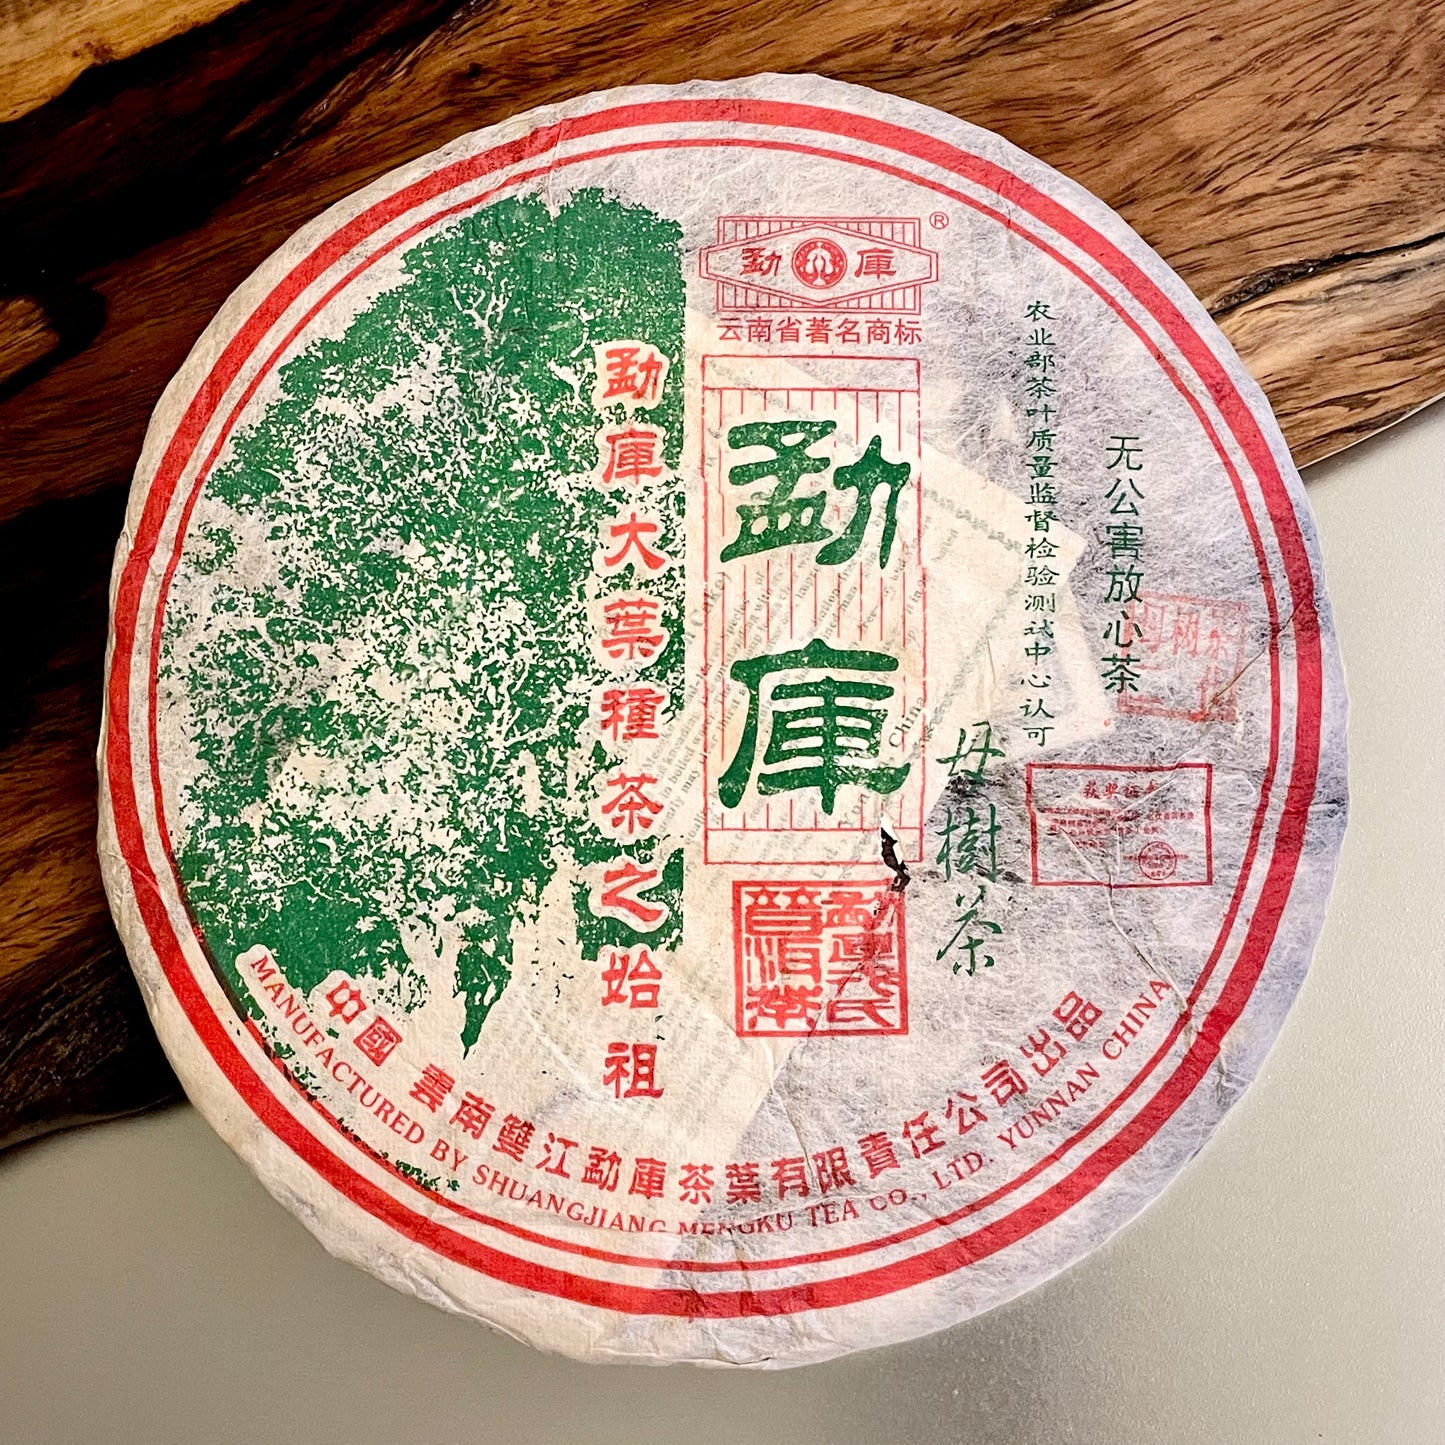 勐庫
®
云南省著名商标
勐庫
勐庫大葉種茶之始祖
农业部茶叶质量监督检验测试中心认可
无公害放心茶
母樹茶
China
中國 雲南雙江勐庫茶葉有限責任公司出品
MANUFACTURED BY SHUANGJIANG MENGKU TEA CO., LTD. YUNNAN CHINA